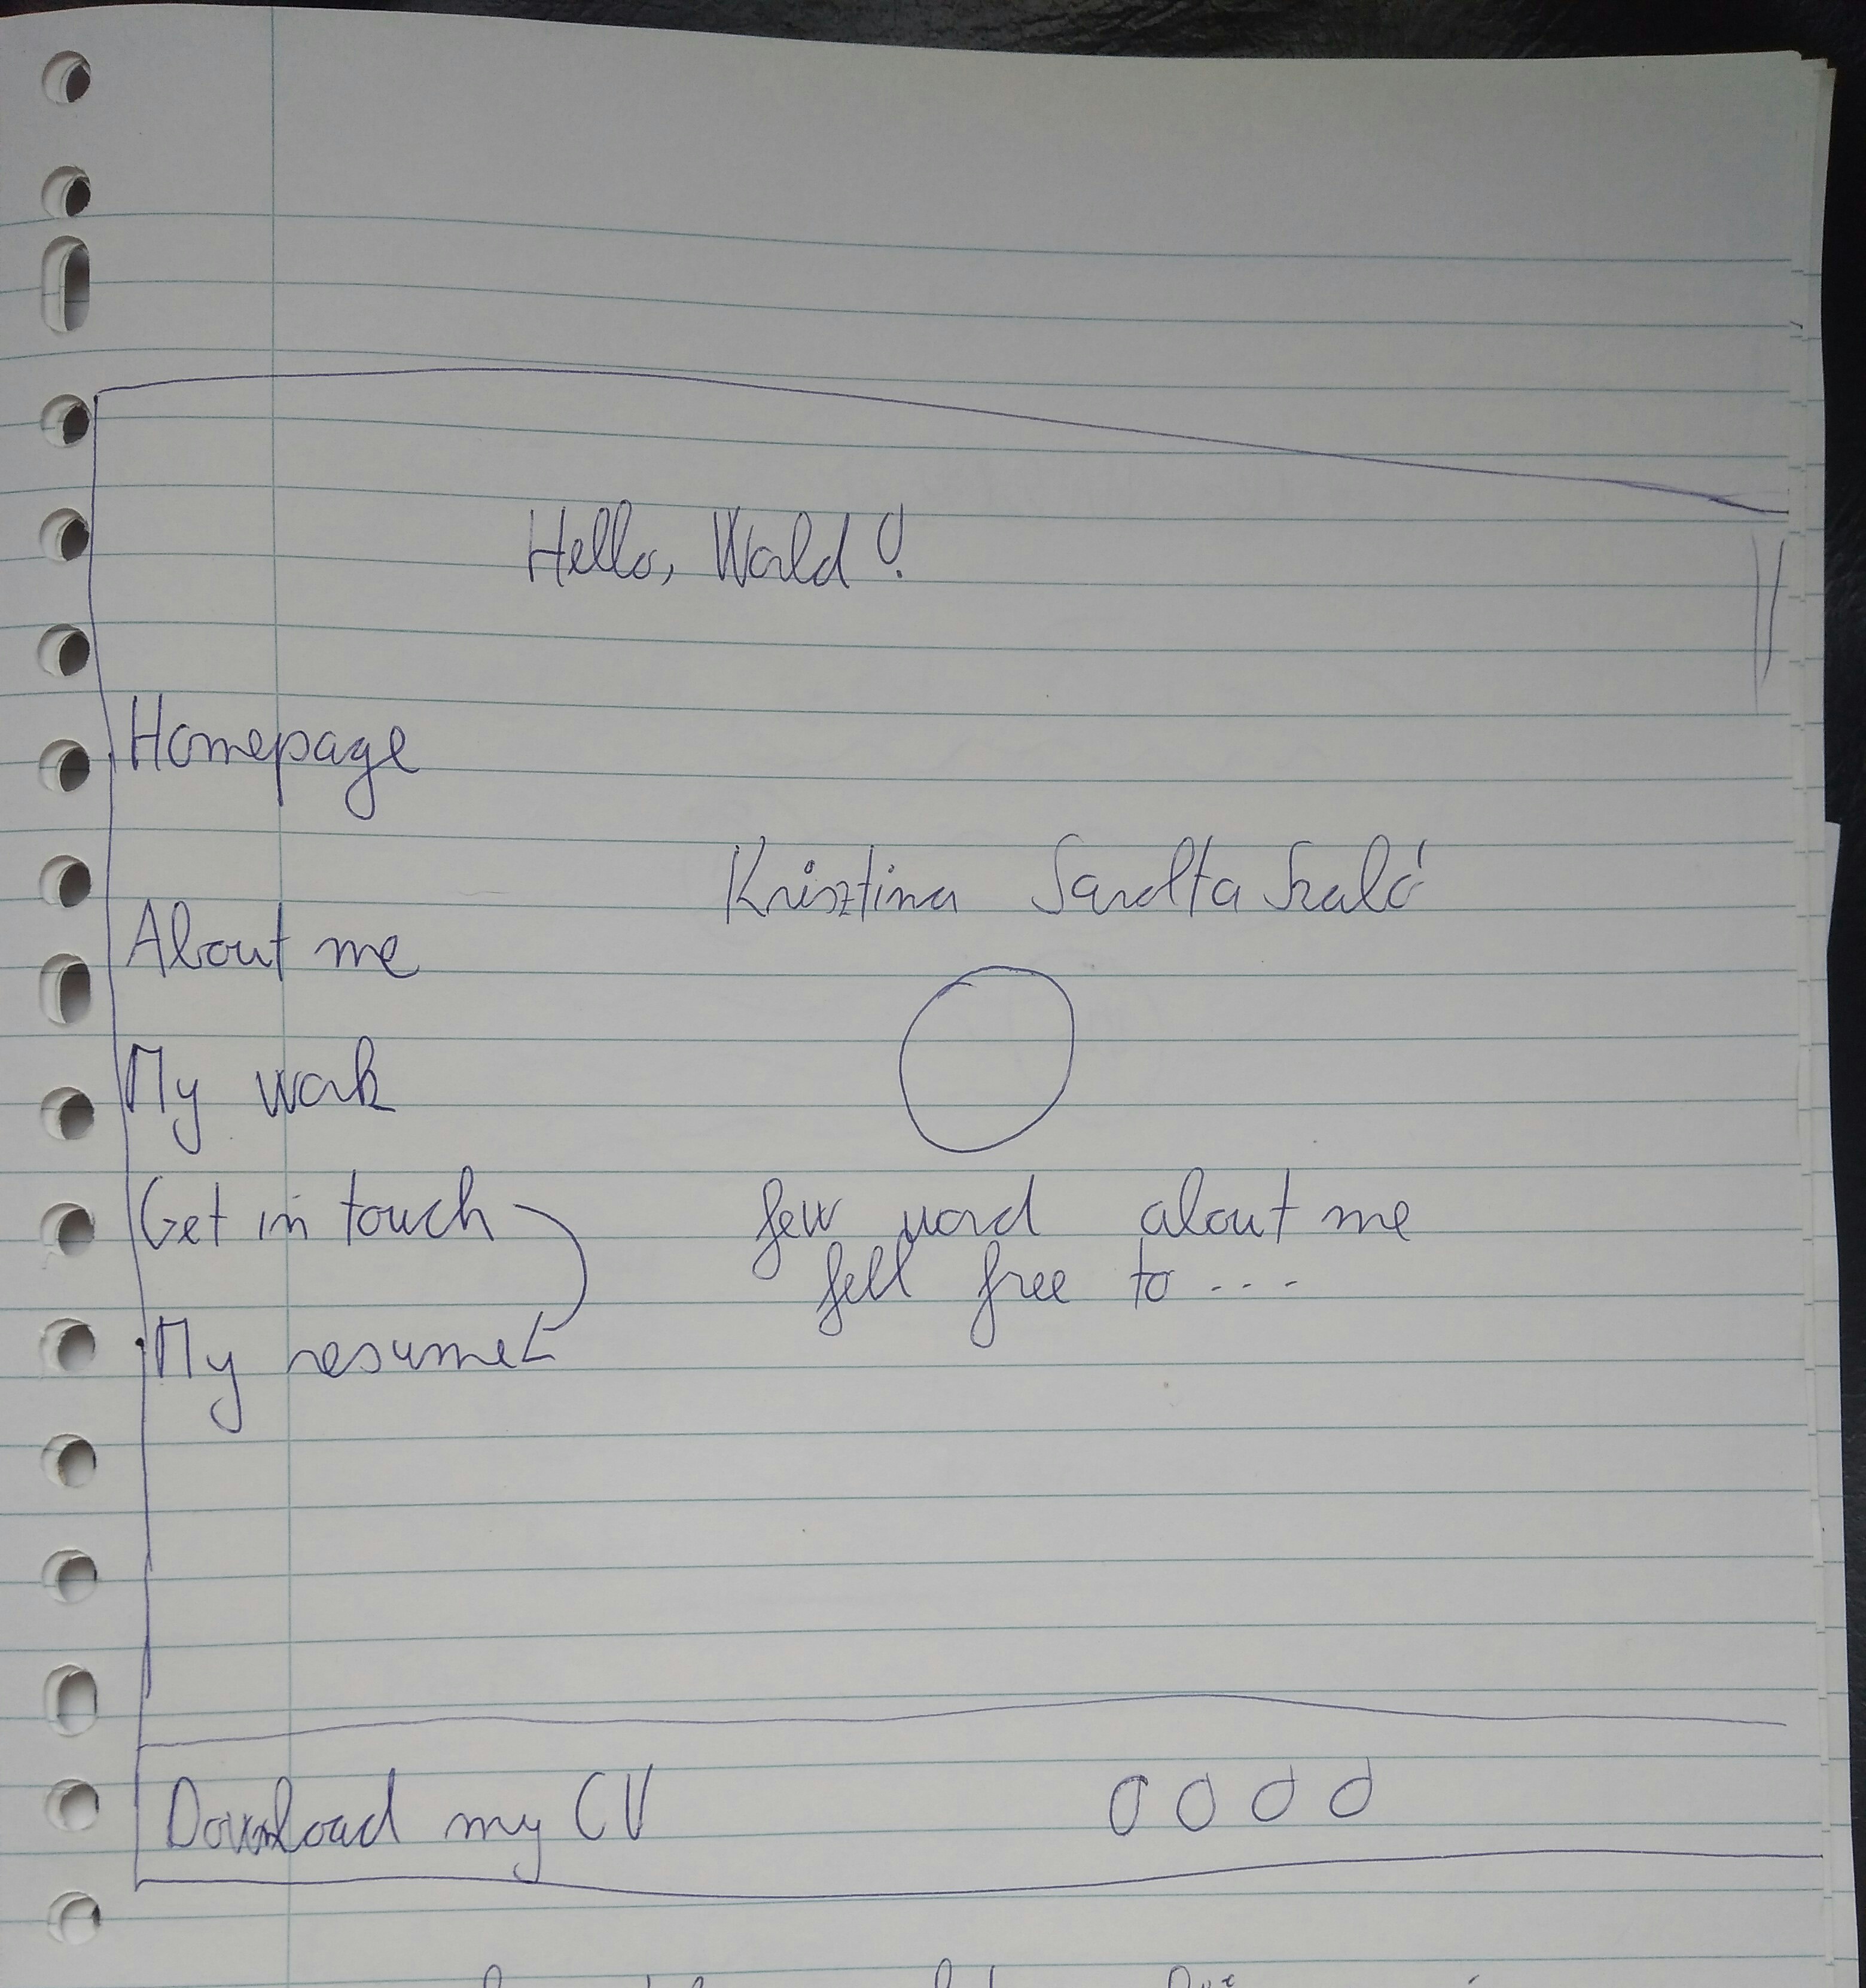 Hello, World!
Homepage
Krisztina Sarolta Szaló
About me
My work
Get in touch
few word about me
fell free to ...
My resume
Download my CV